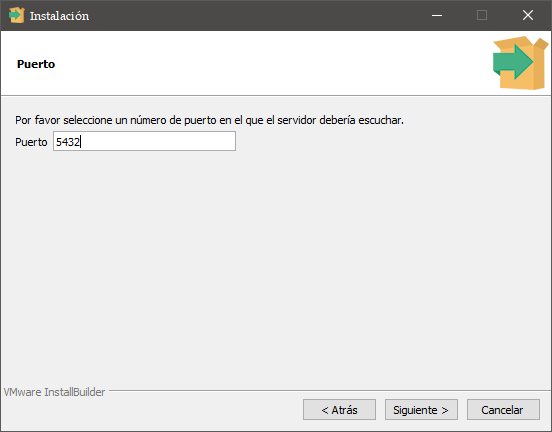 Instalación
Puerto
Por favor seleccione un número de puerto en el que el servidor debería escuchar.
Puerto 5432
VMware InstallBuilder
< Atrás Siguiente > Cancelar